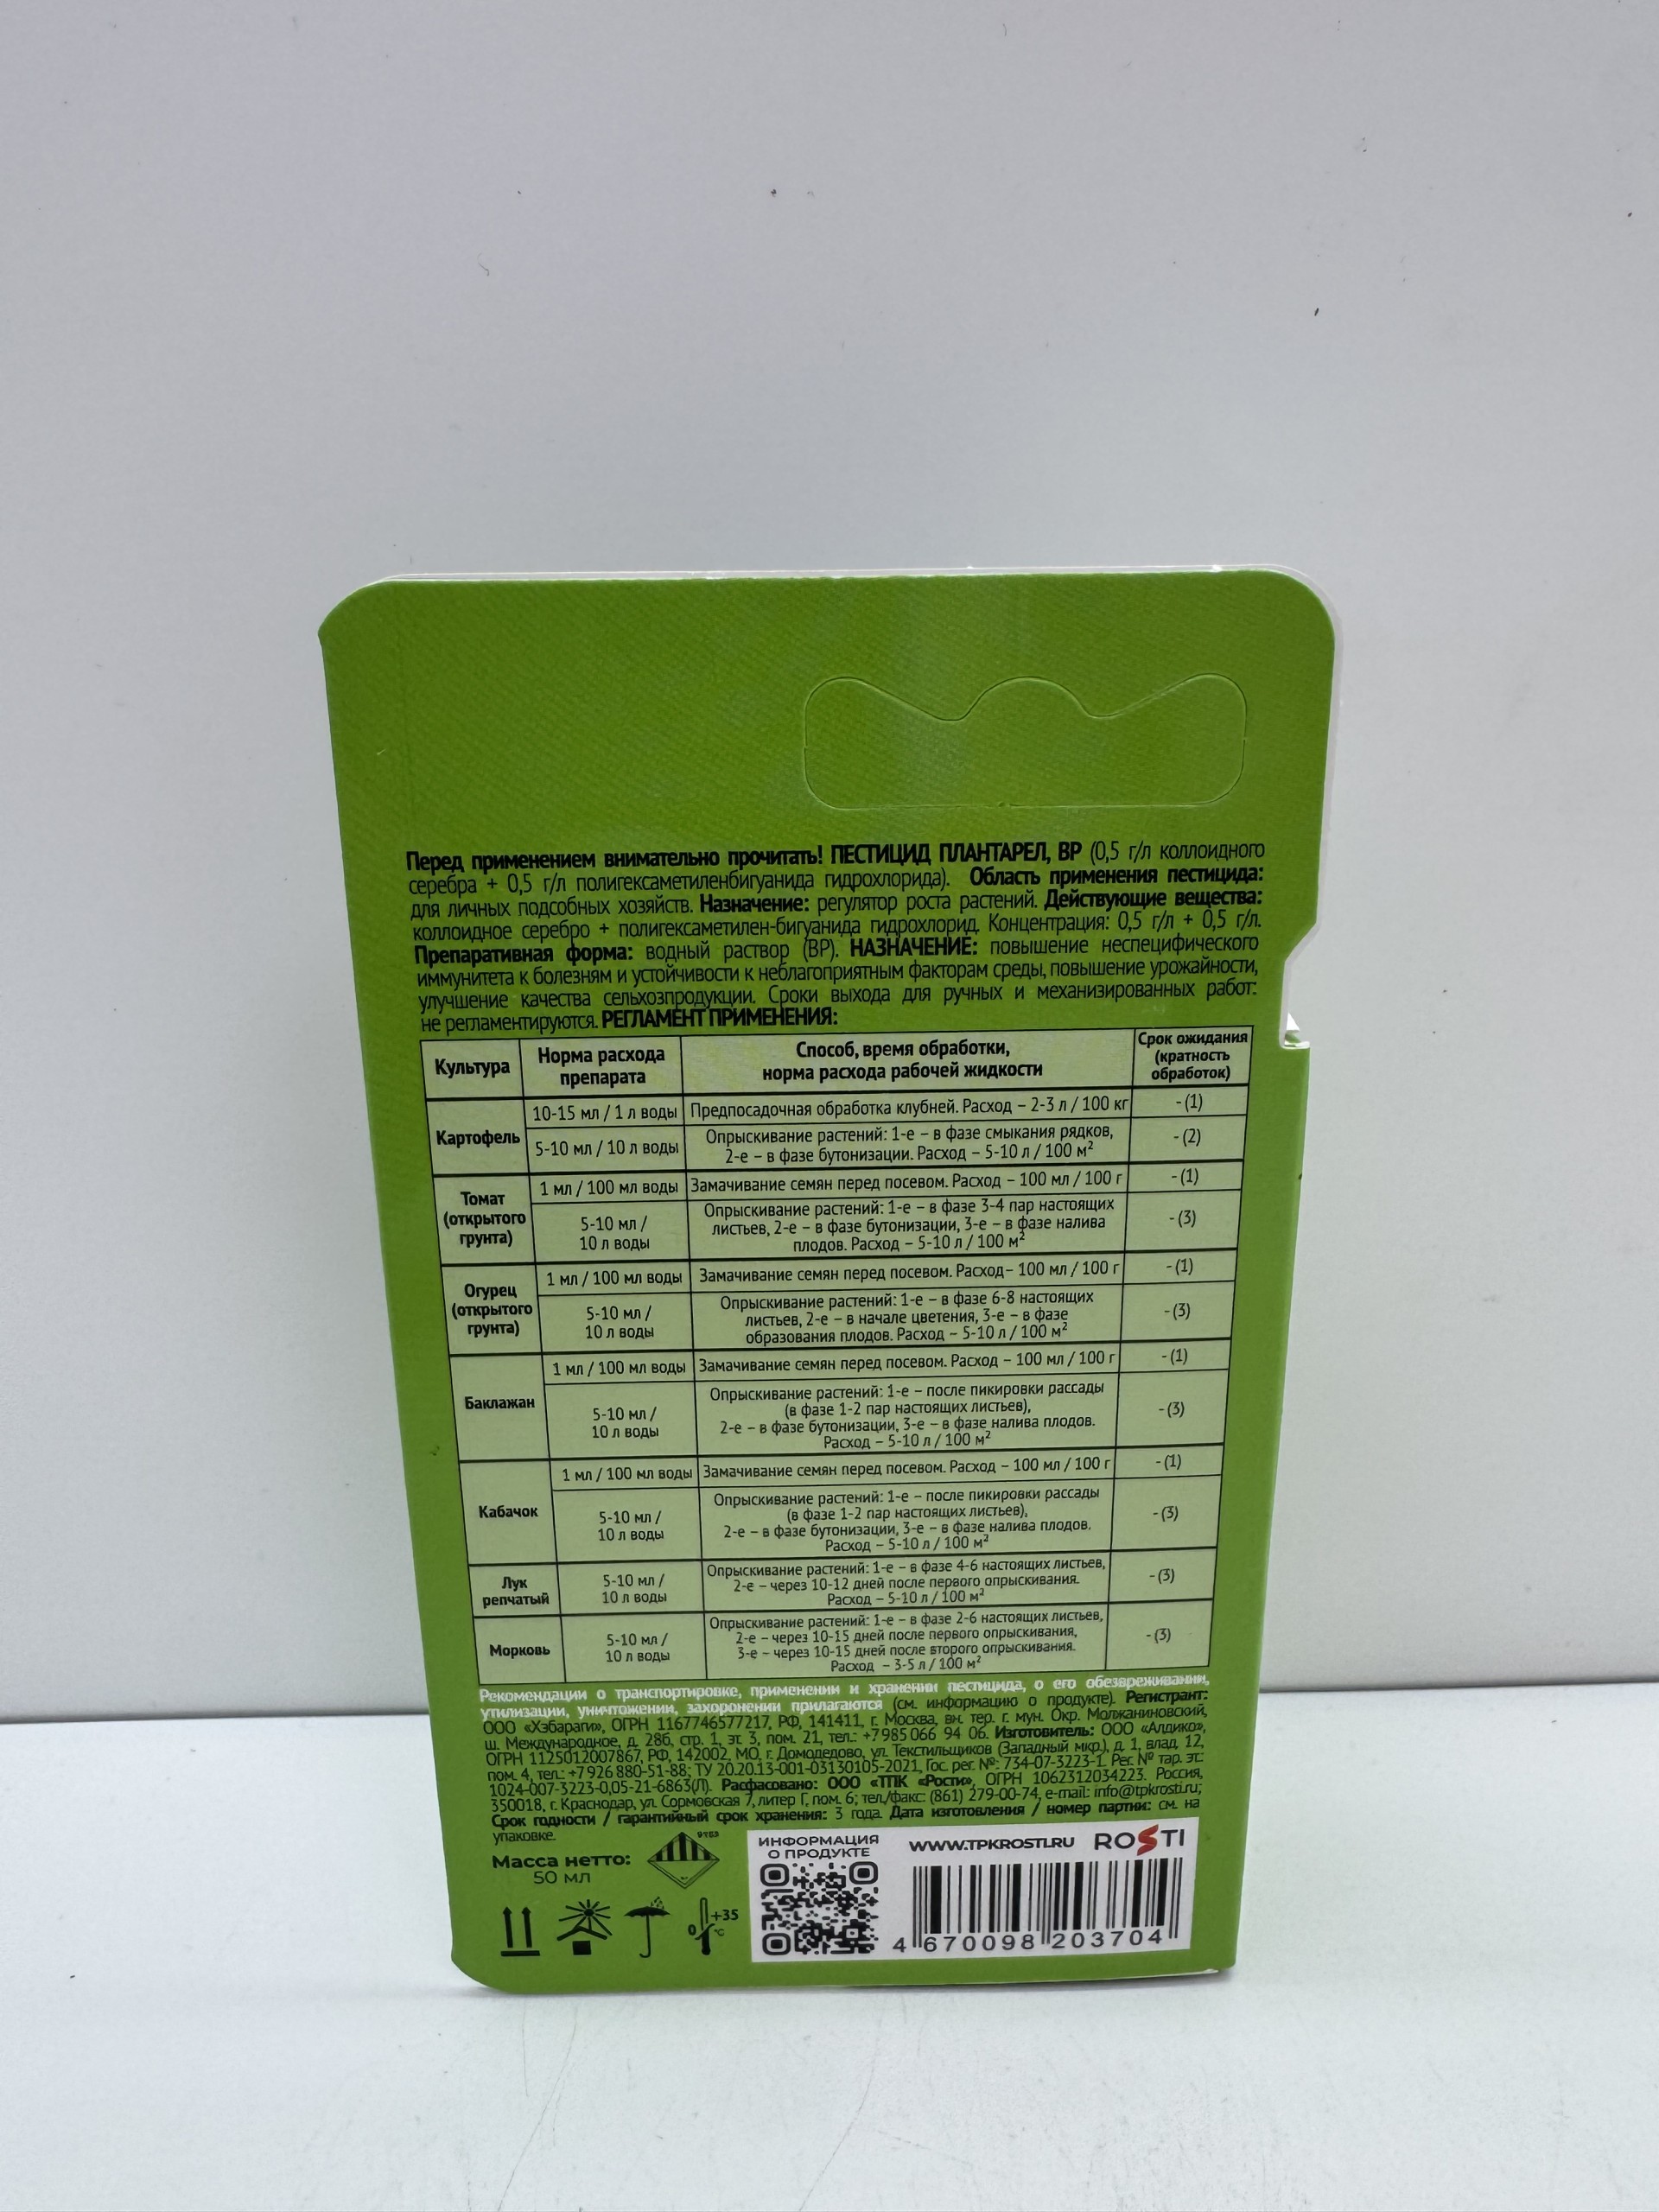 Перед применением внимательно прочитать! ПЕСТИЦИД ПЛАНТАРЕЛ, ВР (0,5 г/л коллоидного
серебра + 0,5 г/л полигексаметиленбигуанида гидрохлорида). Область применения пестицида:
для личных подсобных хозяйств. Назначение: регулятор роста растений. Действующие вещества:
коллоидное серебро + полигексаметилен-бигуанида гидрохлорид. Концентрация: 0,5 г/л + 0,5 г/л.
Препаративная форма: водный раствор (ВР). НАЗНАЧЕНИЕ: повышение неспецифического
иммунитета к болезням и устойчивости к неблагоприятным факторам среды, повышение урожайности,
улучшение качества сельхозпродукции. Сроки выхода для ручных и механизированных работ:
не регламентируются. РЕГЛАМЕНТ ПРИМЕНЕНИЯ:
Культура
Норма расхода
препарата
Способ, время обработки,
норма расхода рабочей жидкости
Срок ожидания
(кратность
обработок)
Картофель
10-15 мл / 1 л воды
Предпосадочная обработка клубней. Расход – 2-3 л / 100 кг
- (1)
5-10 мл / 10 л воды
Опрыскивание растений: 1-е – в фазе смыкания рядков,
2-е – в фазе бутонизации. Расход – 5-10 л / 100 м²
- (2)
Томат
(открытого
грунта)
1 мл / 100 мл воды
Замачивание семян перед посевом. Расход – 100 мл / 100 г
- (1)
5-10 мл /
10 л воды
Опрыскивание растений: 1-е – в фазе 3-4 пар настоящих
листьев, 2-е – в фазе бутонизации, 3-е – в фазе налива
плодов. Расход – 5-10 л / 100 м²
- (3)
Огурец
(открытого
грунта)
1 мл / 100 мл воды
Замачивание семян перед посевом. Расход– 100 мл / 100 г
- (1)
5-10 мл /
10 л воды
Опрыскивание растений: 1-е – в фазе 6-8 настоящих
листьев, 2-е – в начале цветения, 3-е – в фазе
образования плодов. Расход – 5-10 л / 100 м²
- (3)
Баклажан
1 мл / 100 мл воды
Замачивание семян перед посевом. Расход – 100 мл / 100 г
- (1)
5-10 мл /
10 л воды
Опрыскивание растений: 1-е – после пикировки рассады
(в фазе 1-2 пар настоящих листьев),
2-е – в фазе бутонизации, 3-е – в фазе налива плодов.
Расход – 5-10 л / 100 м²
- (3)
Кабачок
1 мл / 100 мл воды
Замачивание семян перед посевом. Расход – 100 мл / 100 г
- (1)
5-10 мл /
10 л воды
Опрыскивание растений: 1-е – после пикировки рассады
(в фазе 1-2 пар настоящих листьев),
2-е – в фазе бутонизации, 3-е – в фазе налива плодов.
Расход – 5-10 л / 100 м²
- (3)
Лук
репчатый
5-10 мл /
10 л воды
Опрыскивание растений: 1-е – в фазе 4-6 настоящих листьев,
2-е – через 10-12 дней после первого опрыскивания.
Расход – 5-10 л / 100 м²
- (3)
Морковь
5-10 мл /
10 л воды
Опрыскивание растений: 1-е – в фазе 2-6 настоящих листьев,
2-е – через 10-15 дней после первого опрыскивания,
3-е – через 10-15 дней после второго опрыскивания.
Расход – 3-5 л / 100 м²
- (3)
Рекомендации о транспортировке, применении и хранении пестицида, о его обезвреживании,
утилизации, уничтожении, захоронении прилагаются (см. информацию о продукте). Регистрант:
ООО «Хэбараги», ОГРН 1167746577217, РФ, 141411, г. Москва, вн. тер. г. мун. Окр. Молжаниновский,
ш. Международное, д. 28б, стр. 1, эт. 3, пом. 21, тел.: +7 985 066 94 06. Изготовитель: ООО «Алдико»,
ОГРН 1125012007867, РФ, 142002, МО, г. Домодедово, ул. Текстильщиков (Западный мкр.), д. 1, влад. 12,
пом. 4, тел.: +7 926 880-51-88; ТУ 20.20.13-001-03130105-2021, Гос. рег. №: 734-07-3223-1. Рег. № тар. эт.:
1024-007-3223-0,05-21-6863(Л). Расфасовано: ООО «ТПК «Рости», ОГРН 1062312034223. Россия,
350018, г. Краснодар, ул. Сормовская 7, литер Г, пом. 6; тел./факс: (861) 279-00-74, e-mail: info@tpkrosti.ru;
Срок годности / гарантийный срок хранения: 3 года. Дата изготовления / номер партии: см. на
упаковке.
Масса нетто:
50 мл
9153
ИНФОРМАЦИЯ
О ПРОДУКТЕ
WWW.TPKROSTI.RU
ROSTI
0 +35 °C
4 670098 203704